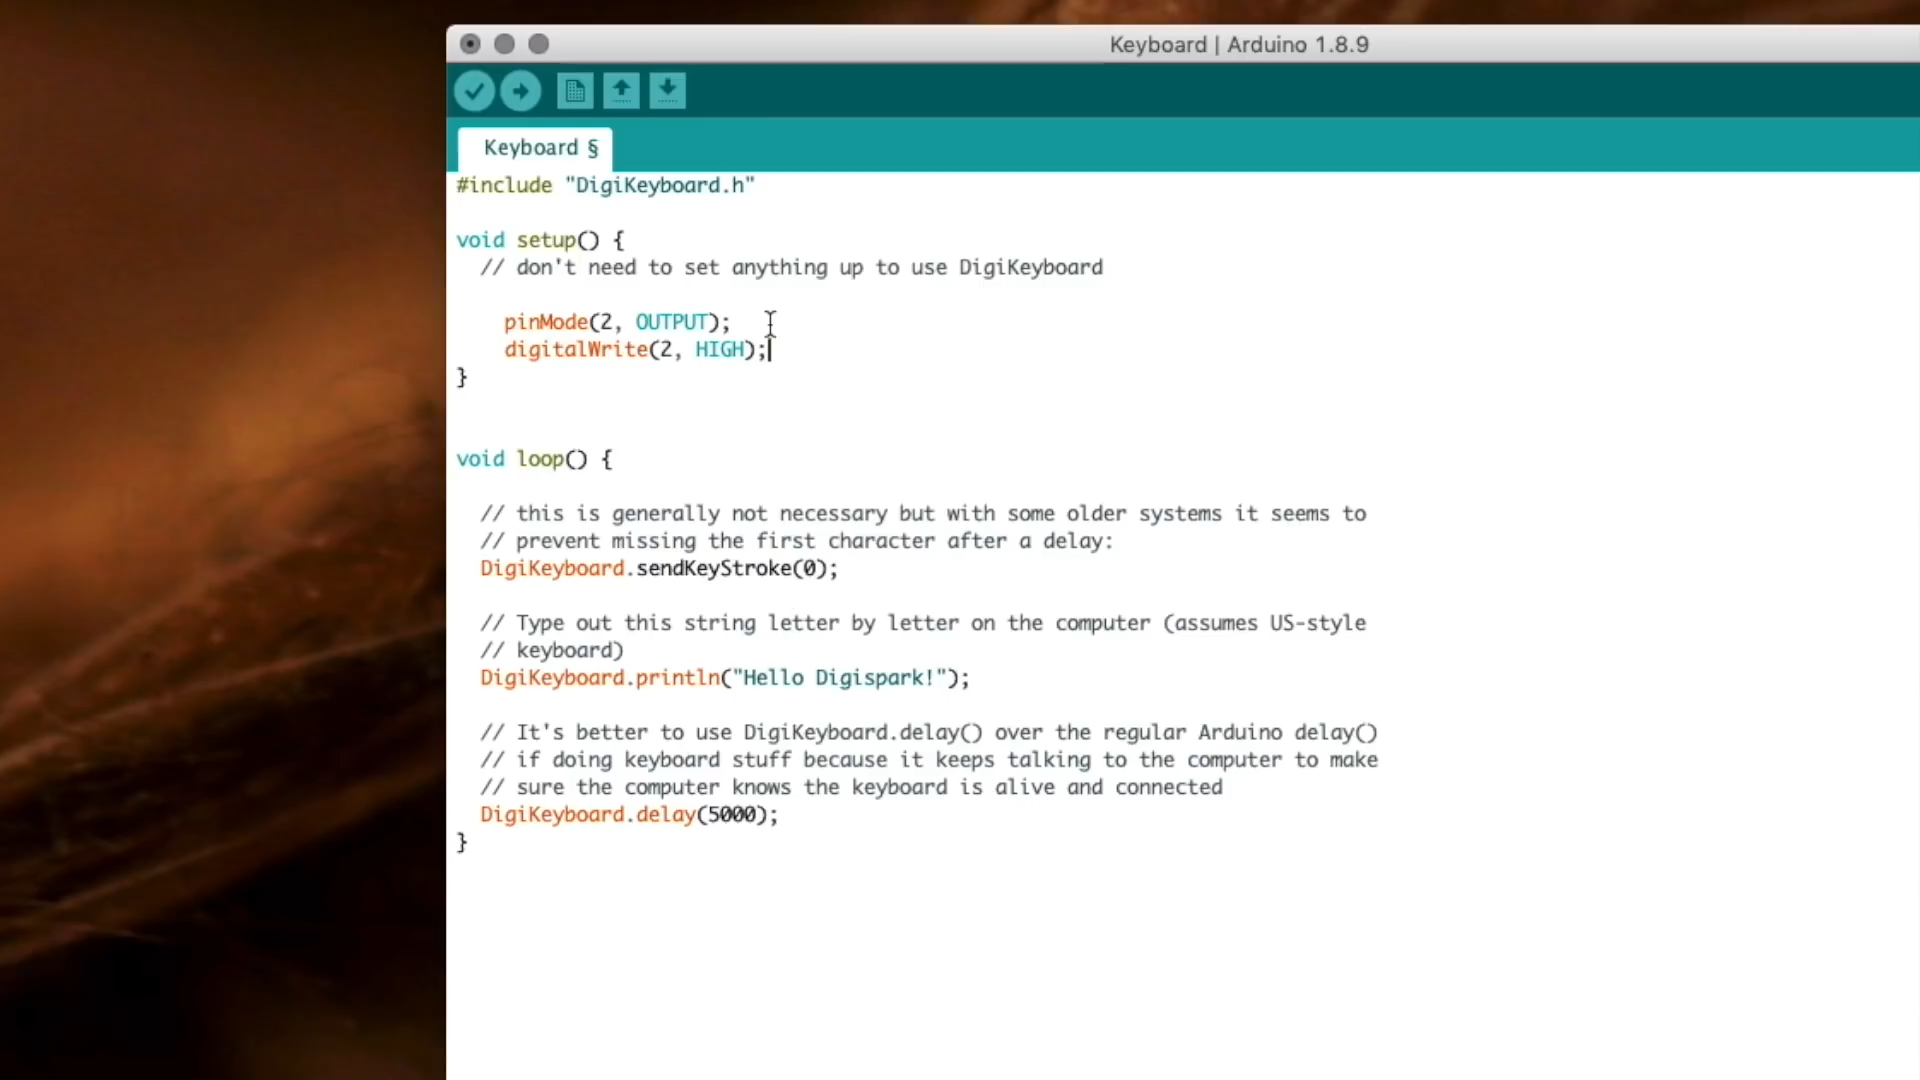 Keyboard | Arduino 1.8.9
Keyboard §
#include "DigiKeyboard.h"
void setup() {
// don't need to set anything up to use DigiKeyboard
pinMode(2, OUTPUT);
digitalWrite(2, HIGH);
}
void loop() {
// this is generally not necessary but with some older systems it seems to
// prevent missing the first character after a delay:
DigiKeyboard.sendKeyStroke(0);
// Type out this string letter by letter on the computer (assumes US-style
// keyboard)
DigiKeyboard.println("Hello Digispark!");
// It's better to use DigiKeyboard.delay() over the regular Arduino delay()
// if doing keyboard stuff because it keeps talking to the computer to make
// sure the computer knows the keyboard is alive and connected
DigiKeyboard.delay(5000);
}